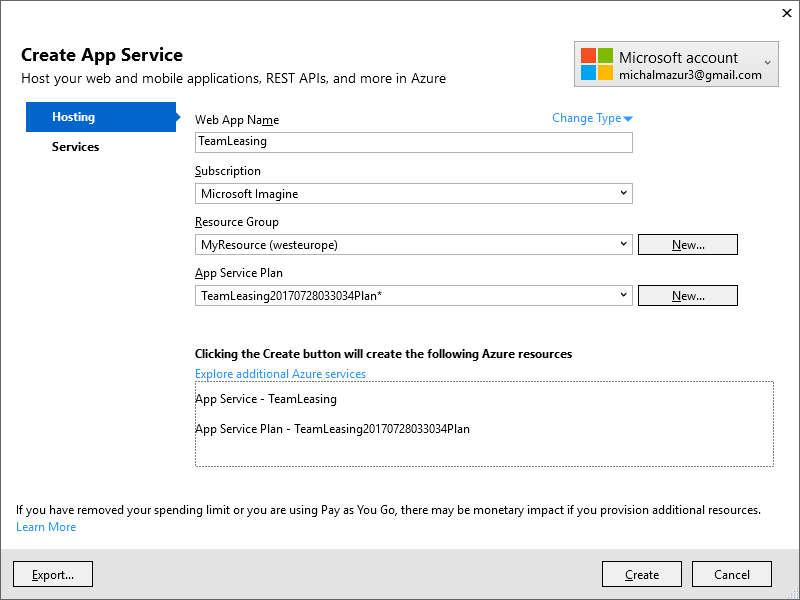 Create App Service
Host your web and mobile applications, REST APIs, and more in Azure
Microsoft account
michalmazur3@gmail.com
Hosting
Services
Web App Name
Change Type
TeamLeasing
Subscription
Microsoft Imagine
Resource Group
MyResource (westeurope)
New...
App Service Plan
TeamLeasing20170728033034Plan*
New...
Clicking the Create button will create the following Azure resources
Explore additional Azure services
App Service - TeamLeasing
App Service Plan - TeamLeasing20170728033034Plan
If you have removed your spending limit or you are using Pay as You Go, there may be monetary impact if you provision additional resources.
Learn More
Export...
Create
Cancel